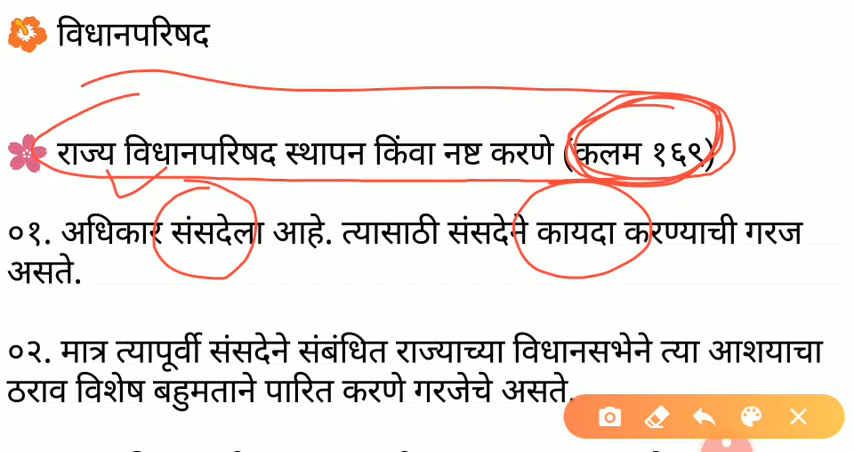 विधानपरिषद
राज्य विधानपरिषद स्थापन किंवा नष्ट करणे (कलम १६९)
०१. अधिकार संसदेला आहे. त्यासाठी संसदेने कायदा करण्याची गरज
असते.
०२. मात्र त्यापूर्वी संसदेने संबंधित राज्याच्या विधानसभेने त्या आशयाचा
ठराव विशेष बहुमताने पारित करणे गरजेचे असते.